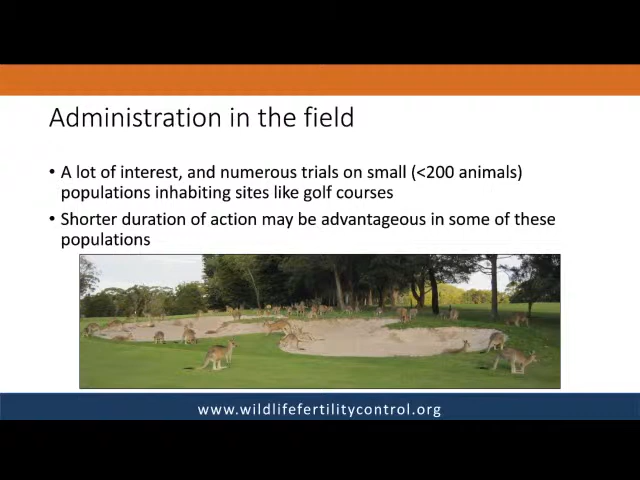 Administration in the field
• A lot of interest, and numerous trials on small (<200 animals)
populations inhabiting sites like golf courses
• Shorter duration of action may be advantageous in some of these
populations
www.wildlifefertilitycontrol.org